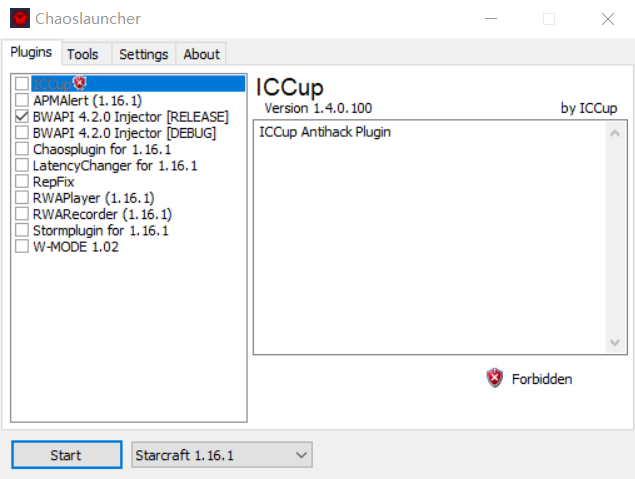 Chaoslauncher
Plugins Tools Settings About
ICCup
APMAlert (1.16.1)
BWAPI 4.2.0 Injector [RELEASE]
BWAPI 4.2.0 Injector [DEBUG]
Chaosplugin for 1.16.1
LatencyChanger for 1.16.1
RepFix
RWAPlayer (1.16.1)
RWARecorder (1.16.1)
Stormplugin for 1.16.1
W-MODE 1.02
ICCup
Version 1.4.0.100 by ICCup
ICCup Antihack Plugin
Forbidden
Start Starcraft 1.16.1